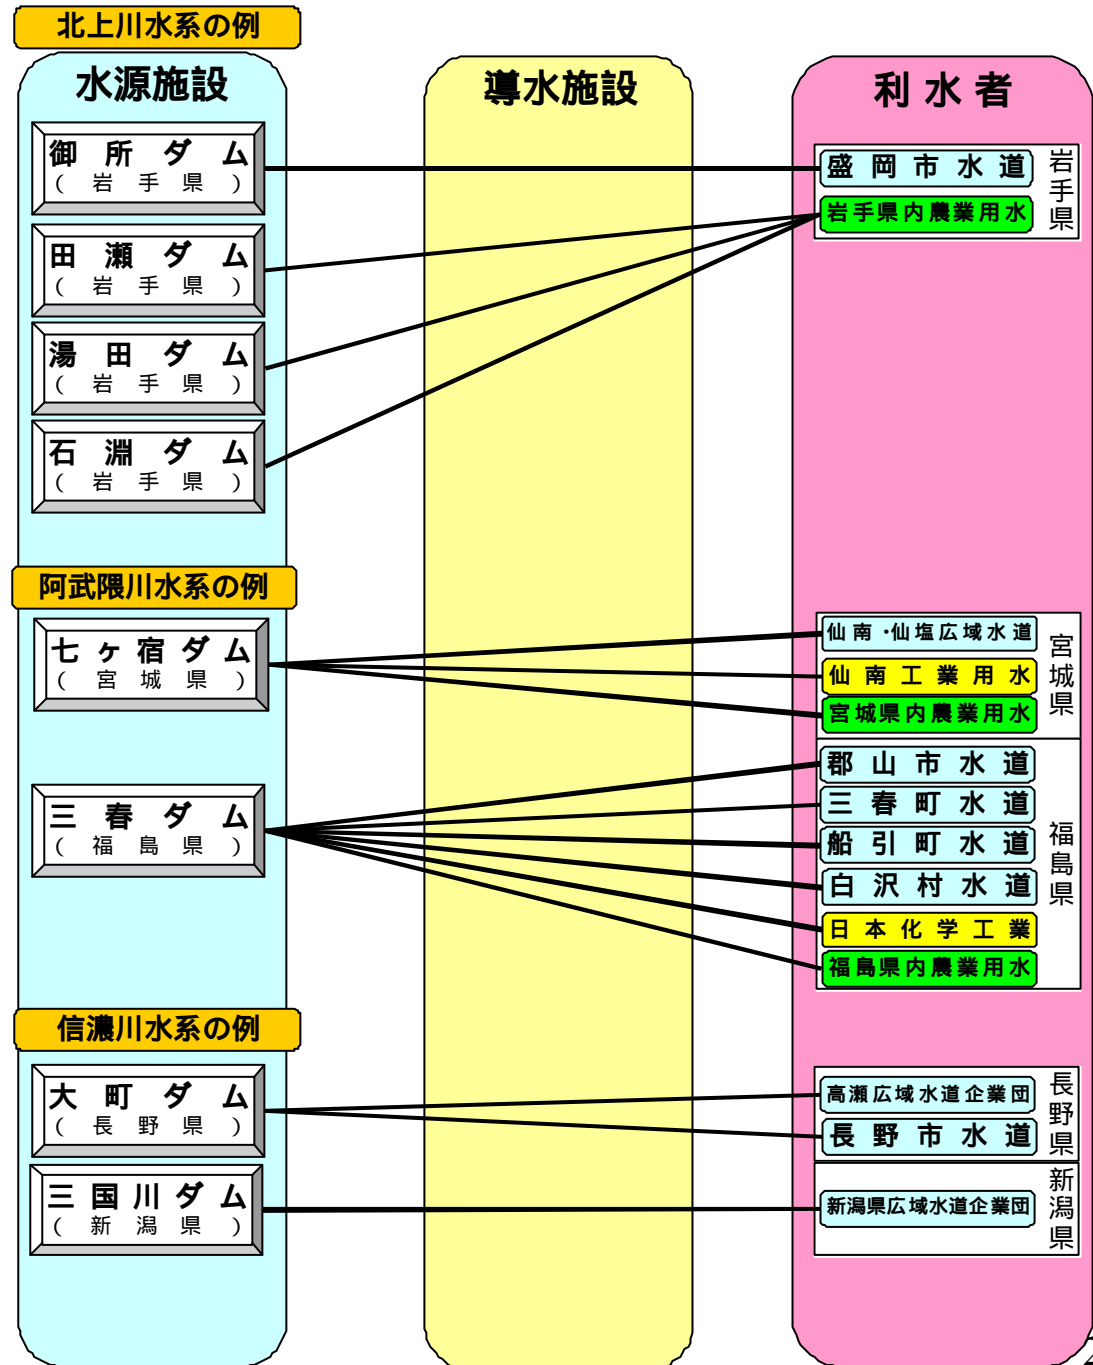 北上川水系の例
水源施設
導水施設
利水者
御所ダム
(岩手県)
盛岡市水道
岩手県内農業用水
岩手県
田瀬ダム
(岩手県)
湯田ダム
(岩手県)
石淵ダム
(岩手県)
阿武隈川水系の例
七ヶ宿ダム
(宮城県)
仙南・仙塩広域水道
仙南工業用水
宮城県内農業用水
宮城県
三春ダム
(福島県)
郡山市水道
三春町水道
船引町水道
白沢村水道
日本化学工業
福島県内農業用水
福島県
信濃川水系の例
大町ダム
(長野県)
高瀬広域水道企業団
長野市水道
長野県
三国川ダム
(新潟県)
新潟県広域水道企業団
新潟県